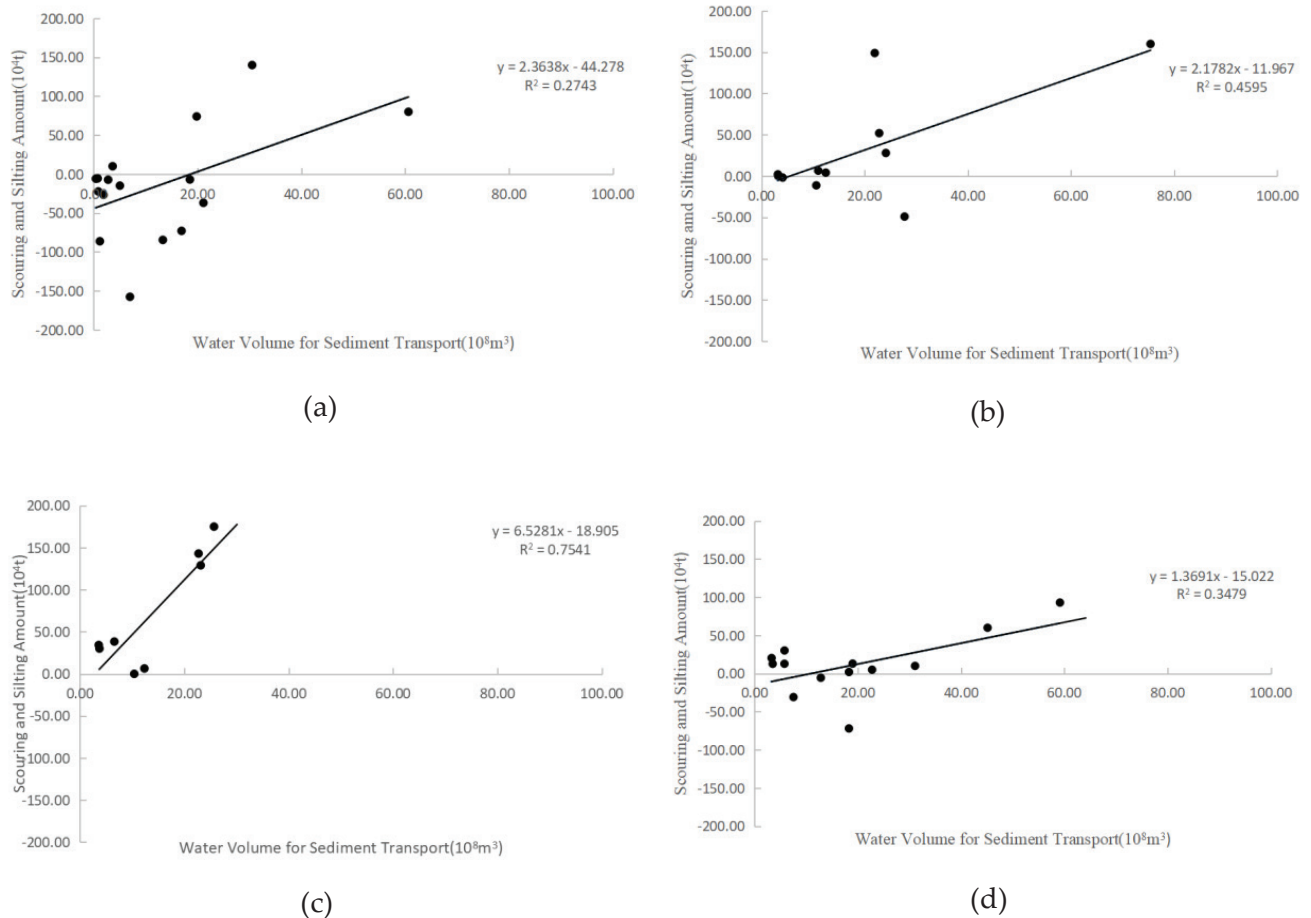 200.00
150.00
100.00
50.00
0.00
-50.00
-100.00
-150.00
-200.00
0.00 20.00 40.00 60.00 80.00 100.00
Scouring amd Silting Amount(10⁴t)
y = 2.3638x - 44.278
R² = 0.2743
Water Volume for Sediment Transport(10⁸m³)
(a)
200.00
150.00
100.00
50.00
0.00
-50.00
-100.00
-150.00
-200.00
0.00 20.00 40.00 60.00 80.00 100.00
Scouring amd Silting Amount(10⁴t)
y = 2.1782x - 11.967
R² = 0.4595
Water Volume for Sediment Transport(10⁸m³)
(b)
200.00
150.00
100.00
50.00
0.00
-50.00
-100.00
-150.00
-200.00
0.00 20.00 40.00 60.00 80.00 100.00
Scouring and Silting Amount(10⁴t)
y = 6.5281x - 18.905
R² = 0.7541
Water Volume for Sediment Transport(10⁸m³)
(c)
200.00
150.00
100.00
50.00
0.00
-50.00
-100.00
-150.00
-200.00
0.00 20.00 40.00 60.00 80.00 100.00
Scouring amd Silting Amount(10⁴t)
y = 1.3691x - 15.022
R² = 0.3479
Water Volume for Sediment Transport(10⁸m³)
(d)